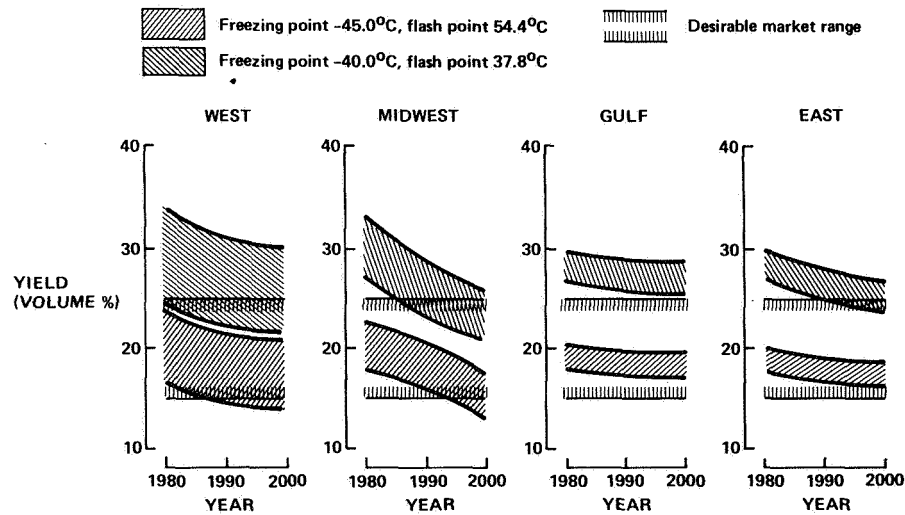 Freezing point -45.0°C, flash point 54.4°C
Desirable market range
Freezing point -40.0°C, flash point 37.8°C
WEST
MIDWEST
GULF
EAST
YIELD
(VOLUME %)
40
30
20
10
1980 1990 2000
YEAR
40
30
20
10
1980 1990 2000
YEAR
40
30
20
10
1980 1990 2000
YEAR
40
30
20
10
1980 1990 2000
YEAR